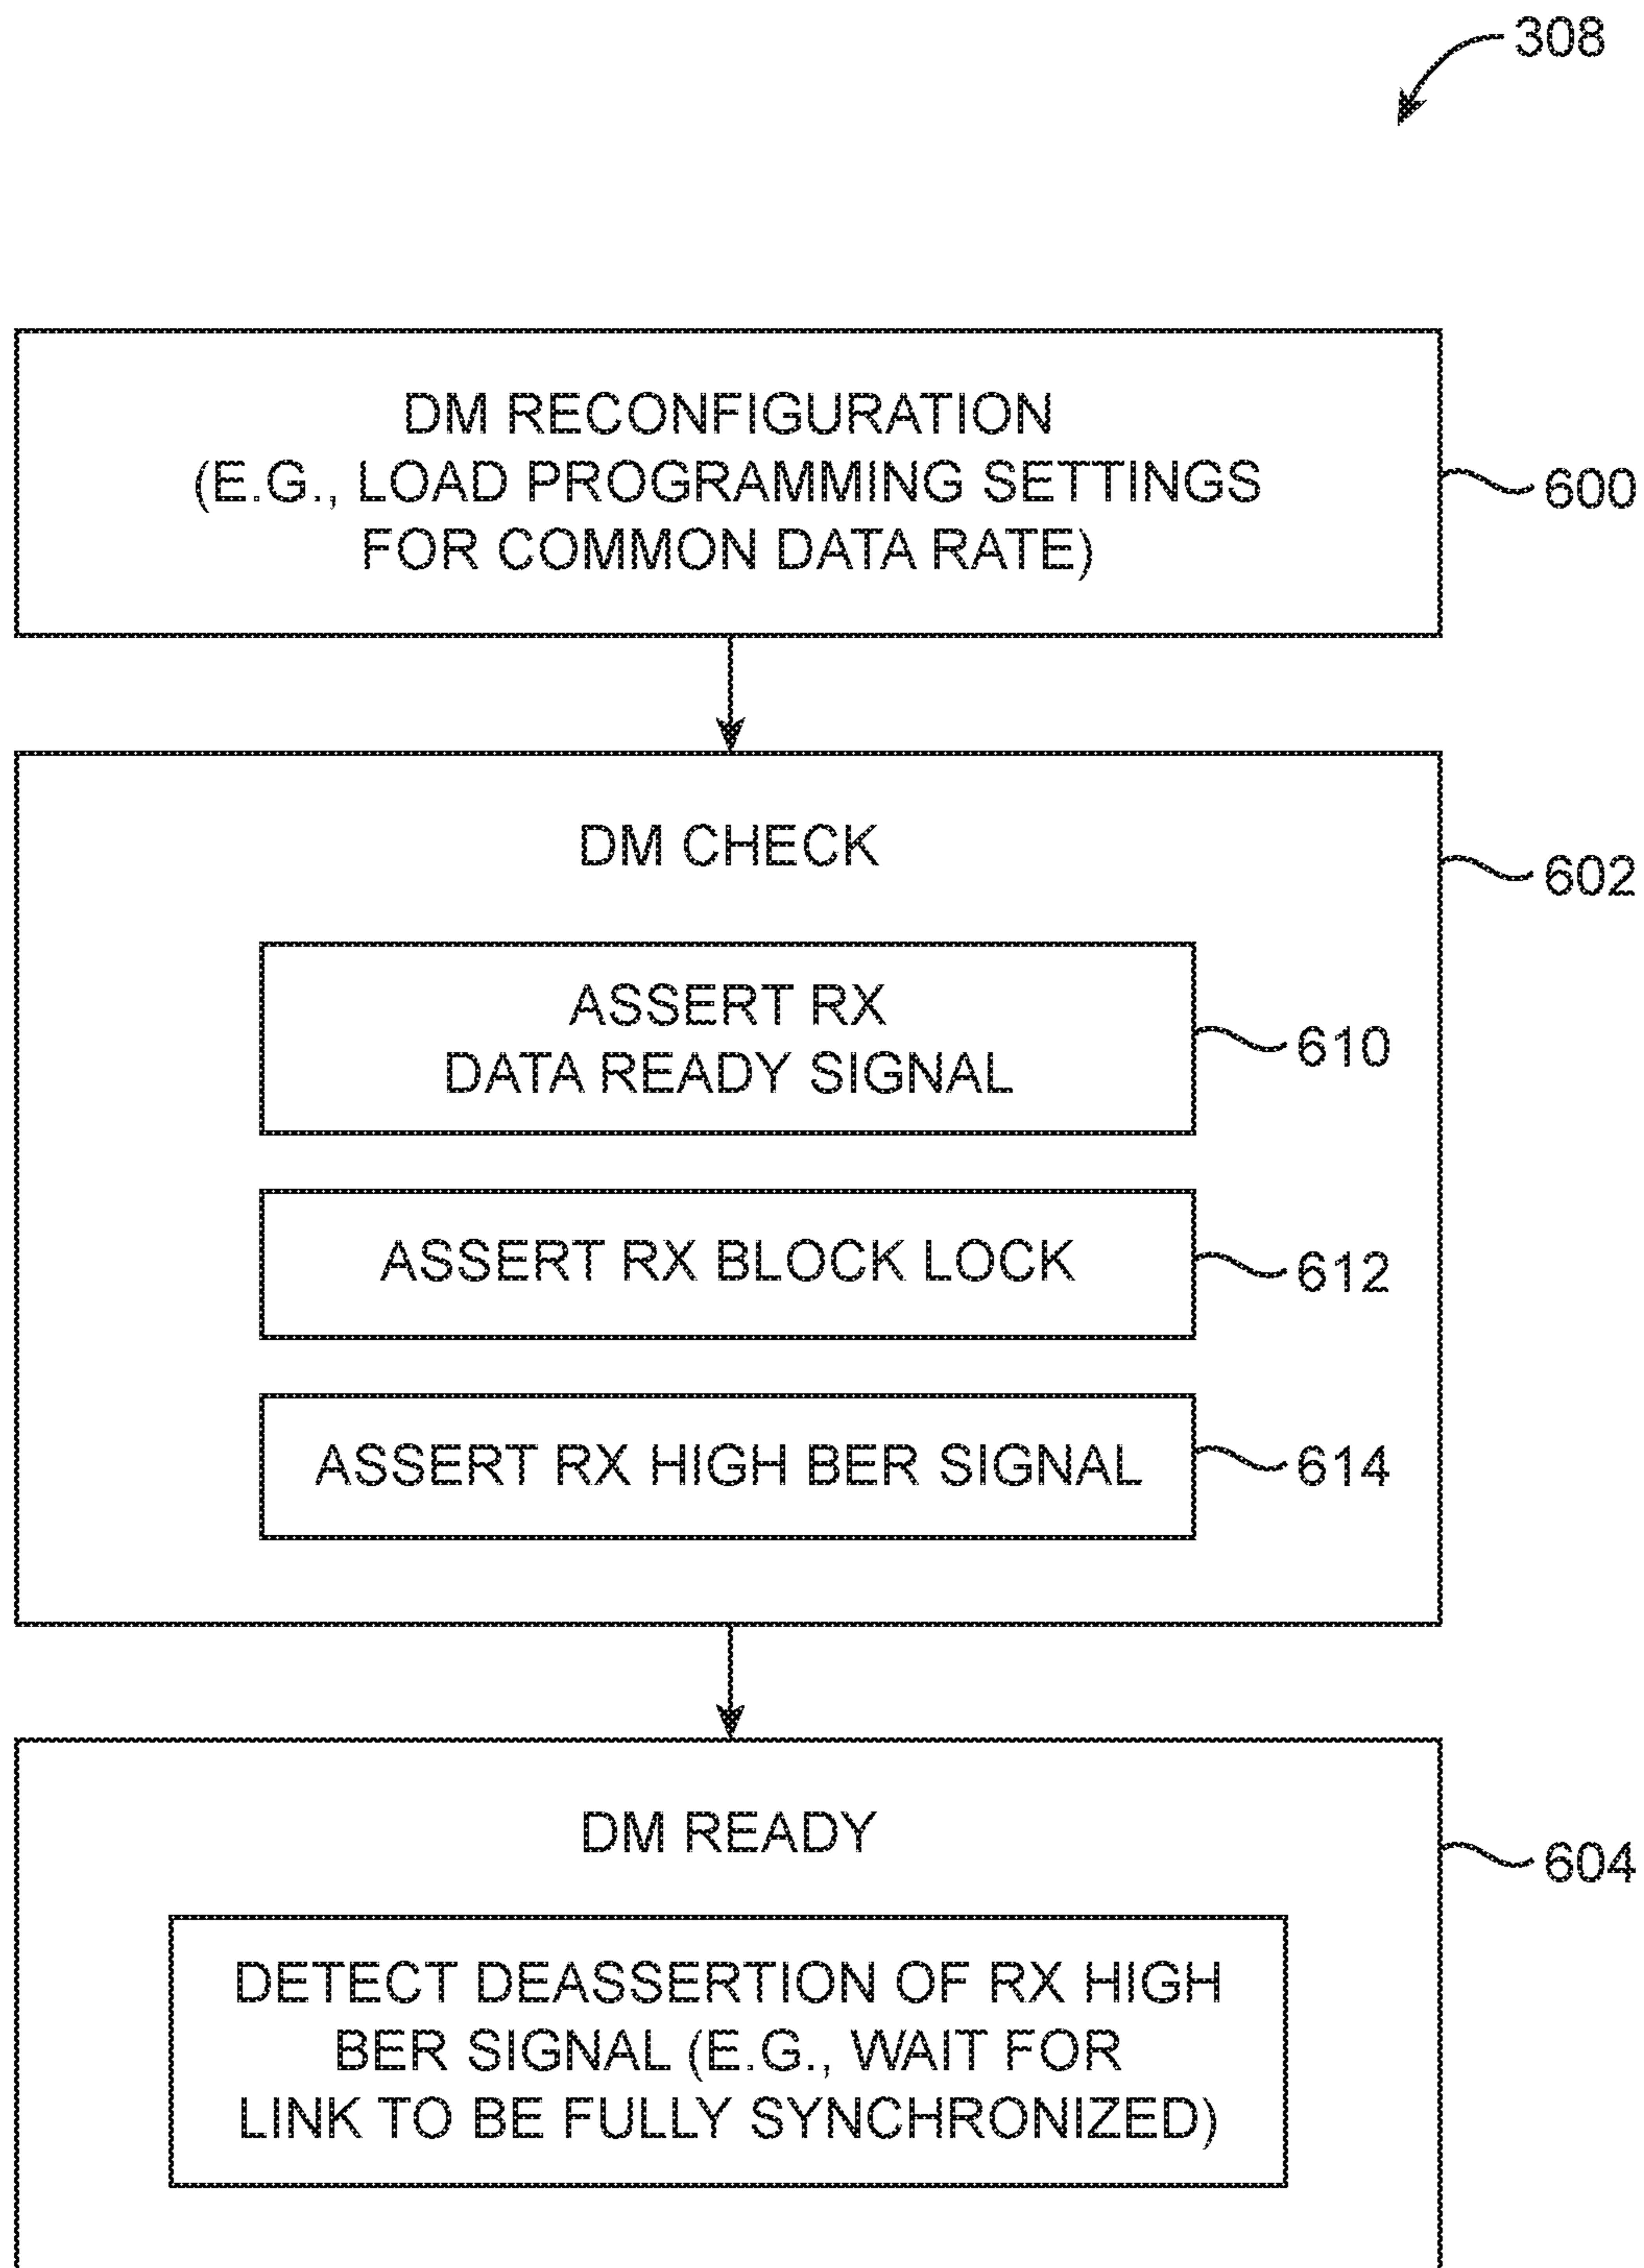 308
DM RECONFIGURATION
(E.G., LOAD PROGRAMMING SETTINGS
FOR COMMON DATA RATE)
600
DM CHECK
602
ASSERT RX
DATA READY SIGNAL
610
ASSERT RX BLOCK LOCK
612
ASSERT RX HIGH BER SIGNAL
614
DM READY
604
DETECT DEASSERTION OF RX HIGH
BER SIGNAL (E.G., WAIT FOR
LINK TO BE FULLY SYNCHRONIZED)